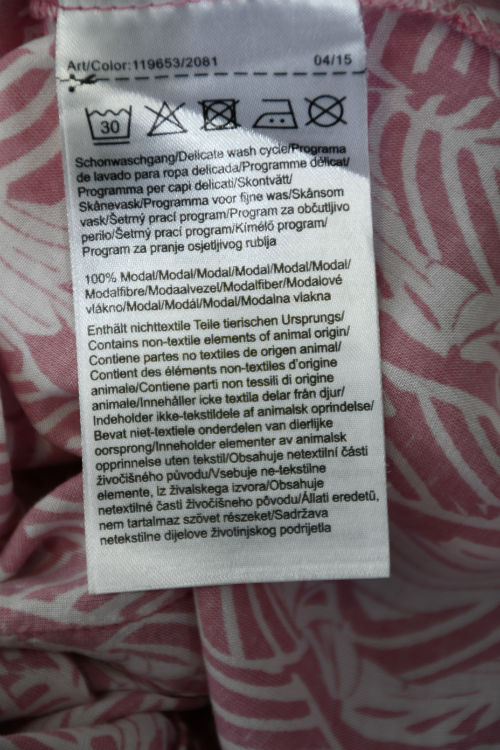 Art/Color:119653/2081 04/15
30
Schonwaschgang/Delicate wash cycle/Programa
de lavado para ropa delicada/Programme délicat/
Programma per capi delicati/Skontvätt/
Skånevask/Programma voor fijne was/Skånsom
vask/Šetrný prací program/Program za občutljivo
perilo/Šetrný prací program/Kímélő program/
Program za pranje osjetljivog rublja
100% Modal/Modal/Modal/Modal/Modal/Modal/
Modalfibre/Modaalvezel/Modalfiber/Modalové
vlákno/Modal/Modál/Modal/Modalna vlakna
Enthält nichttextile Teile tierischen Ursprungs/
Contains non-textile elements of animal origin/
Contiene partes no textiles de origen animal/
Contient des éléments non-textiles d'origine
animale/Contiene parti non tessili di origine
animale/Innehåller icke textila delar från djur/
Indeholder ikke-tekstildele af animalsk oprindelse/
Bevat niet-textiele onderdelen van dierlijke
oorsprong/Inneholder elementer av animalsk
opprinnelse uten tekstil/Obsahuje netextilní části
živočišného původu/Vsebuje ne-tekstilne
elemente, iz živalskega izvora/Obsahuje
netextilné časti živočišneho pôvodu/Állati eredetű,
nem tartalmaz szövet részeket/Sadržava
netekstilne dijelove životinjskog podrijetla